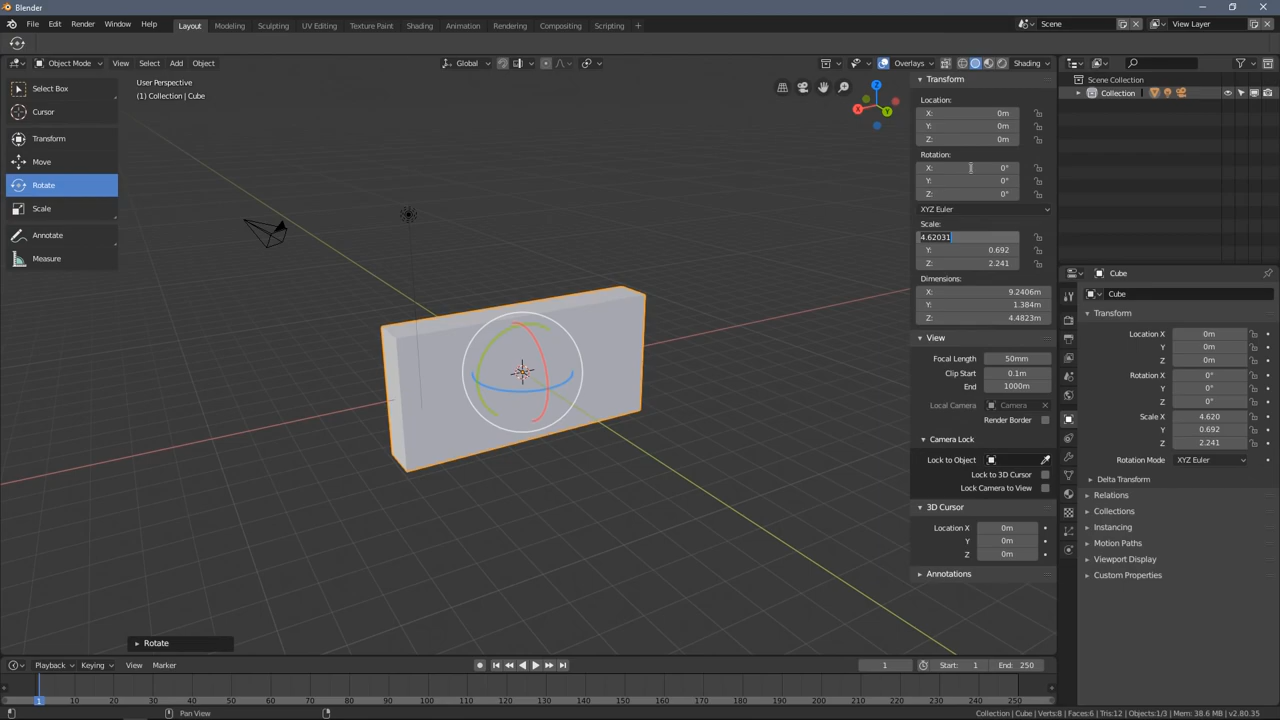 Blender
File Edit Render Window Help Layout Modeling Sculpting UV Editing Texture Paint Shading Animation Rendering Compositing Scripting + Scene View Layer
Object Mode View Select Add Object Global Overlays Shading
User Perspective
(1) Collection | Cube
Select Box
Cursor
Transform
Move
Rotate
Scale
Annotate
Measure
X
Y
Z
Transform
Location:
X: 0m
Y: 0m
Z: 0m
Rotation:
X: 0°
Y: 0°
Z: 0°
XYZ Euler
Scale:
4.62031
Y: 0.692
Z: 2.241
Dimensions:
X: 9.2406m
Y: 1.384m
Z: 4.4823m
View
Focal Length 50mm
Clip Start 0.1m
End 1000m
Local Camera Camera
Render Border
Camera Lock
Lock to Object
Lock to 3D Cursor
Lock Camera to View
3D Cursor
Location X 0m
Y 0m
Z 0m
Annotations
Scene Collection
Collection
Cube
Cube
Transform
Location X 0m
Y 0m
Z 0m
Rotation X 0°
Y 0°
Z 0°
Scale X 4.620
Y 0.692
Z 2.241
Rotation Mode XYZ Euler
Delta Transform
Relations
Collections
Instancing
Motion Paths
Viewport Display
Custom Properties
Rotate
Playback Keying View Marker 1 Start: 1 End: 250
1 10 20 30 40 50 60 70 80 90 100 110 120 130 140 150 160 170 180 190 200 210 220 230 240 250
Pan View
Collection | Cube | Verts:8 | Faces:6 | Tris:12 | Objects:1/3 | Mem: 38.6 MB | v2.80.35